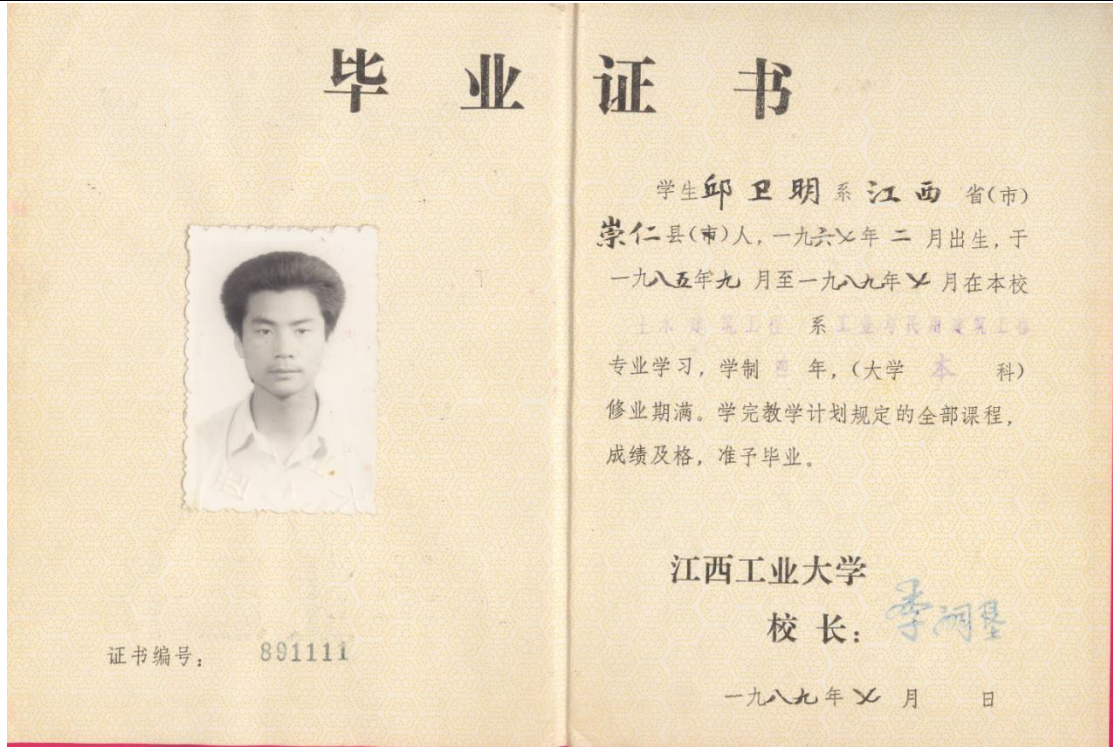 毕业证书
学生邱卫明系江西省(市)
崇仁县(市)人,一九六七年二月出生,于
一九八五年九月至一九八九年七月在本校
土木建筑工程系工业与民用建筑工程
专业学习,学制四年,(大学本科)
修业期满。学完教学计划规定的全部课程,
成绩及格,准予毕业。
江西工业大学
校长:
证书编号:891111
一九八九年七月 日